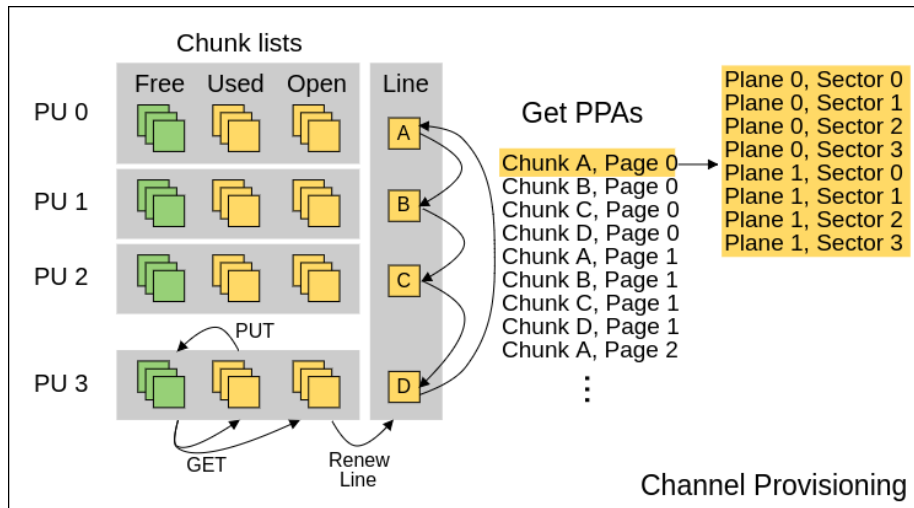 Chunk lists
Free Used Open Line
PU 0
A
PU 1
B
PU 2
C
PUT
PU 3
D
GET
Renew
Line
Get PPAs
Chunk A, Page 0
Chunk B, Page 0
Chunk C, Page 0
Chunk D, Page 0
Chunk A, Page 1
Chunk B, Page 1
Chunk C, Page 1
Chunk D, Page 1
Chunk A, Page 2
Plane 0, Sector 0
Plane 0, Sector 1
Plane 0, Sector 2
Plane 0, Sector 3
Plane 1, Sector 0
Plane 1, Sector 1
Plane 1, Sector 2
Plane 1, Sector 3
Channel Provisioning